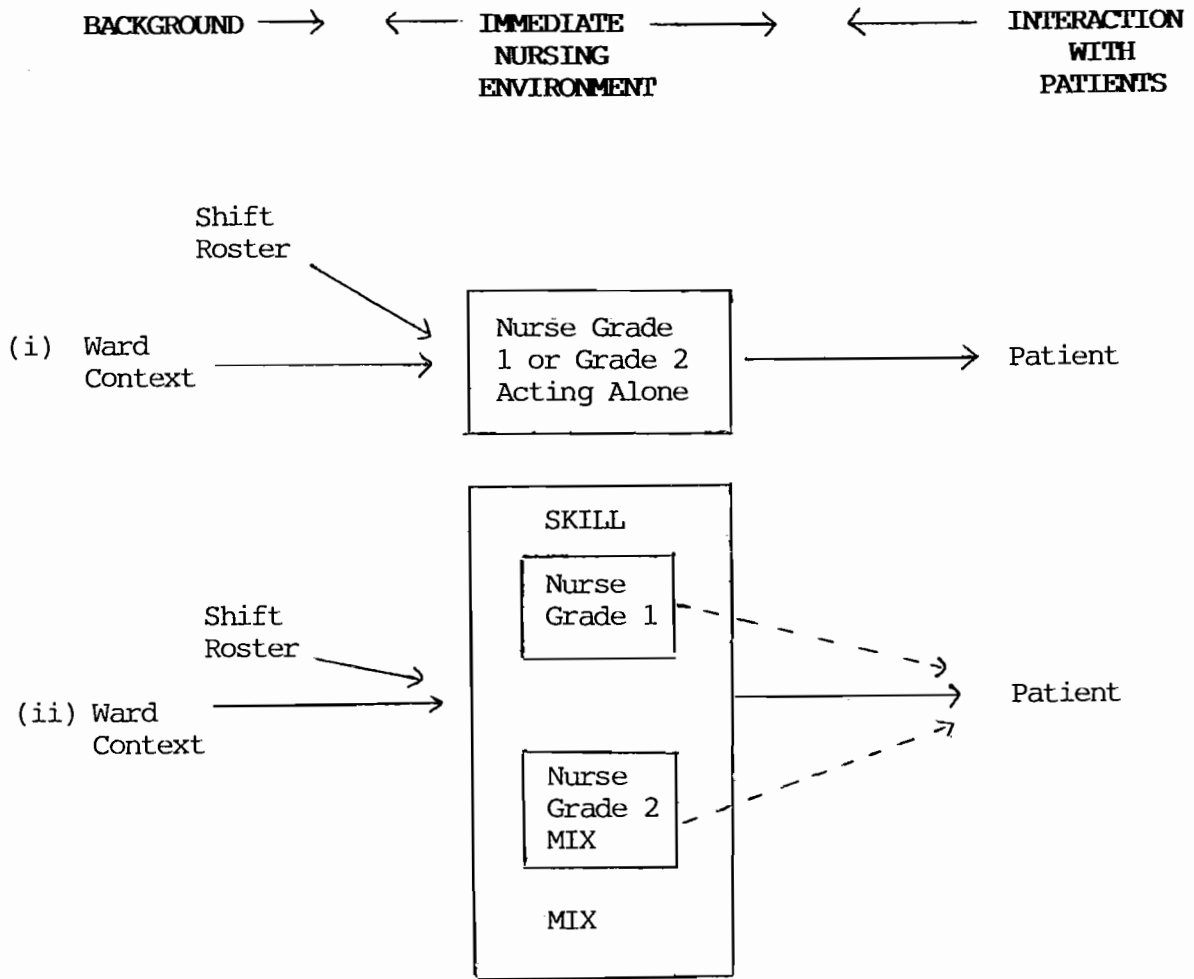 BACKGROUND
IMMEDIATE
NURSING
ENVIRONMENT
INTERACTION
WITH
PATIENTS
Shift
Roster
(i) Ward
Context
Nurse Grade
1 or Grade 2
Acting Alone
Patient
SKILL
Nurse
Grade 1
Shift
Roster
(ii) Ward
Context
Patient
Nurse
Grade 2
MIX
MIX